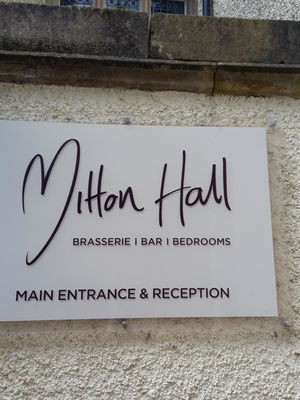 Mitton Hall
BRASSERIE | BAR | BEDROOMS
MAIN ENTRANCE & RECEPTION